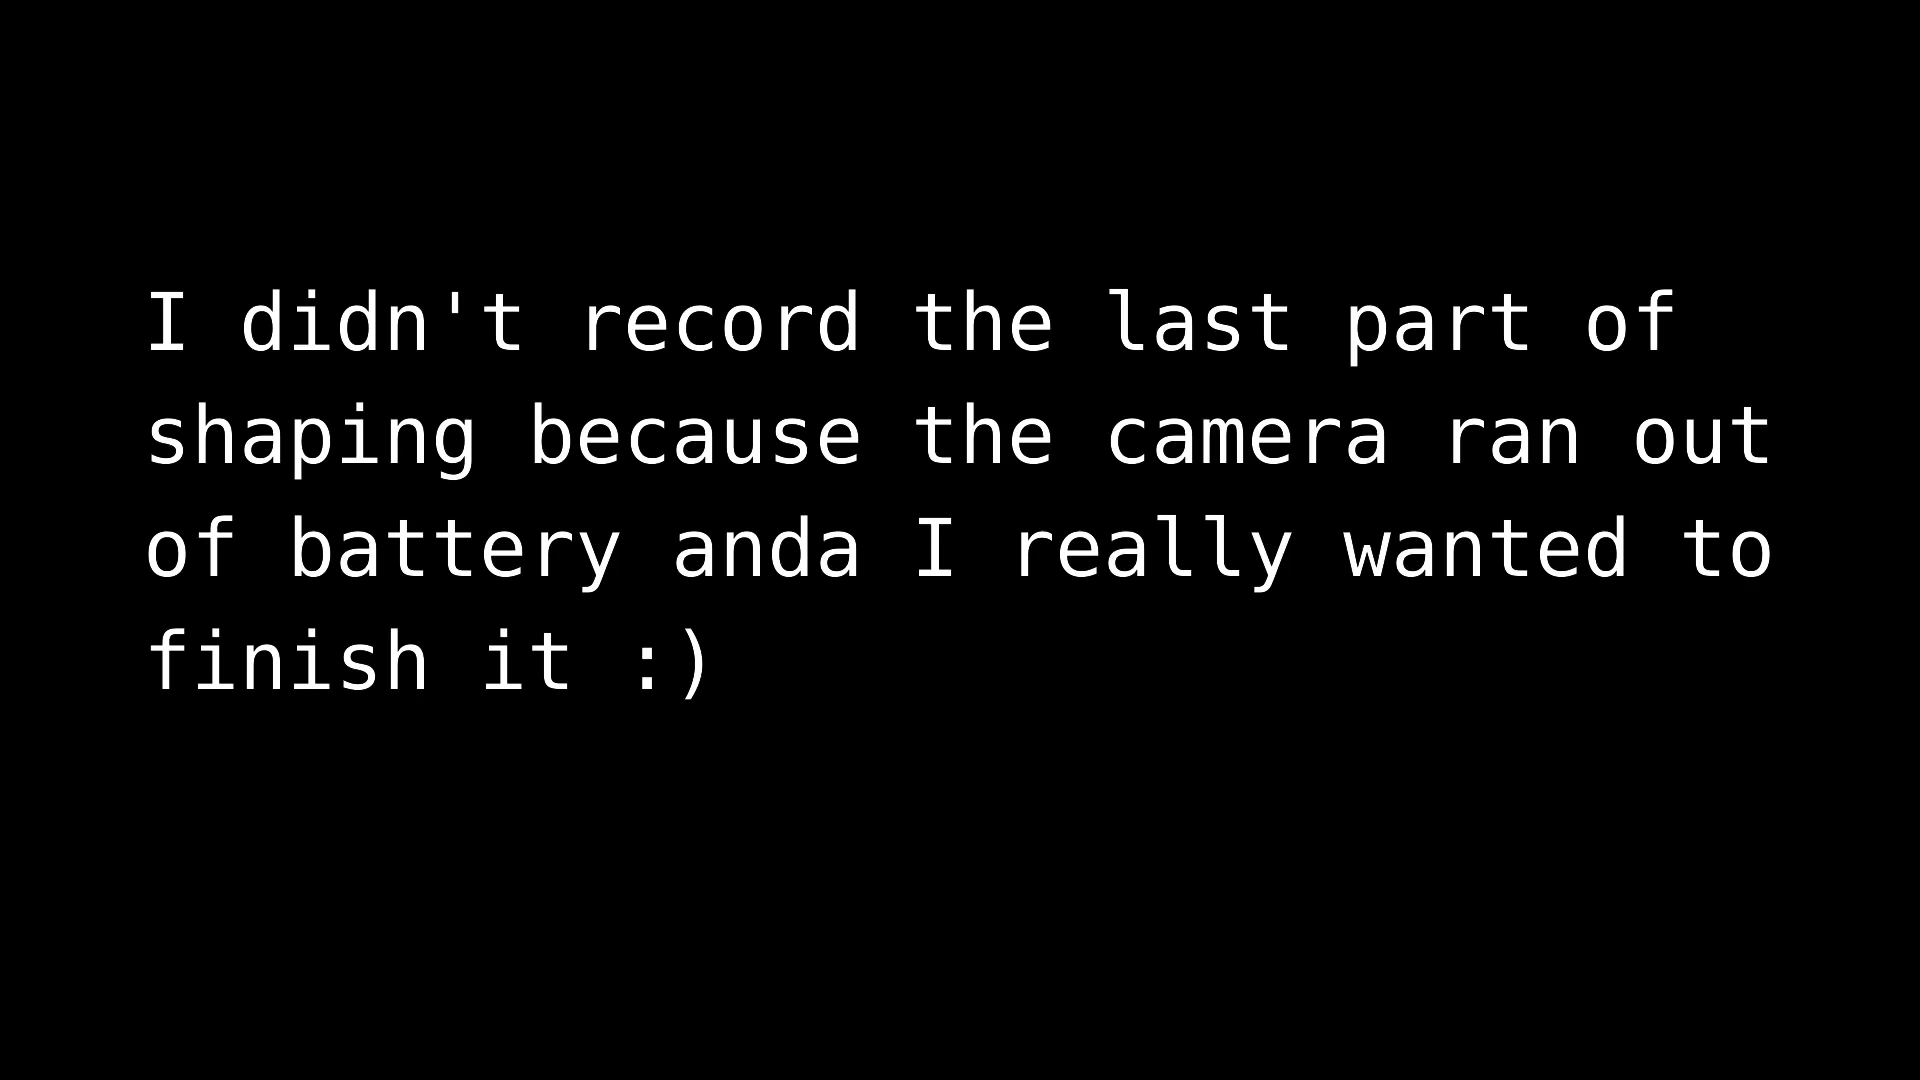 I didn't record the last part of
shaping because the camera ran out
of battery anda I really wanted to
finish it :)